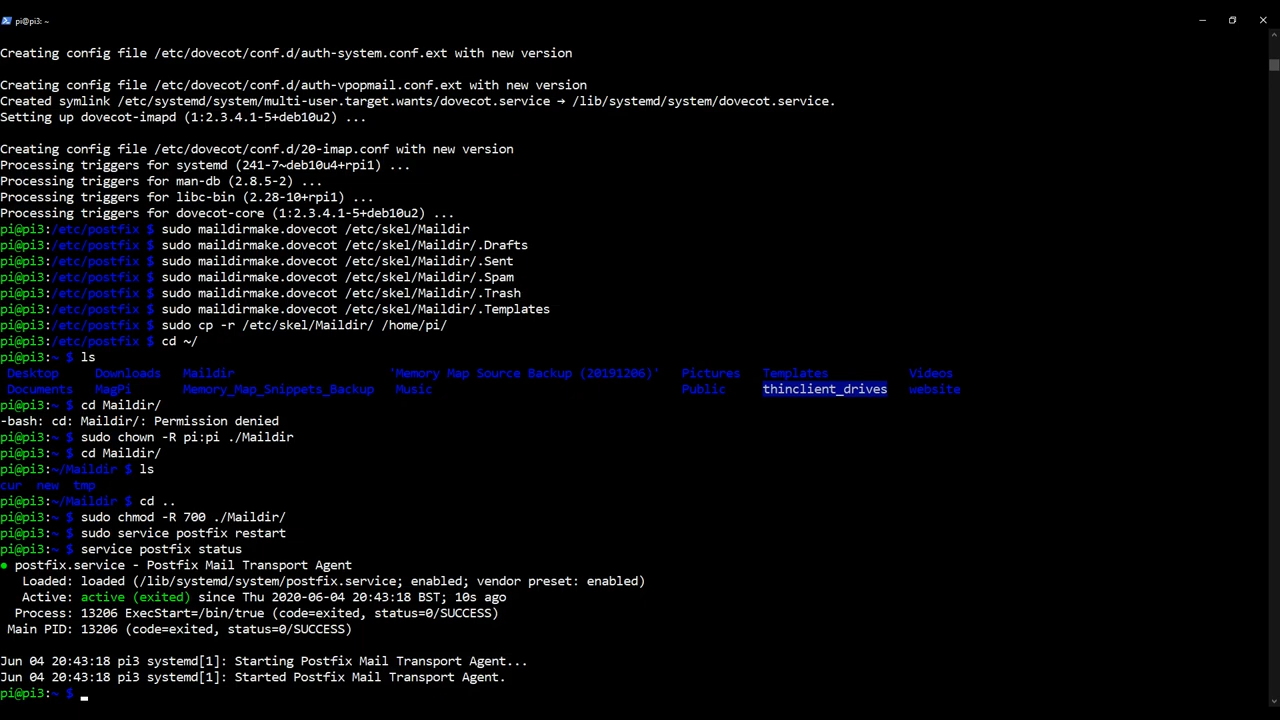 pi@pi3: ~
Creating config file /etc/dovecot/conf.d/auth-system.conf.ext with new version
Creating config file /etc/dovecot/conf.d/auth-vpopmail.conf.ext with new version
Created symlink /etc/systemd/system/multi-user.target.wants/dovecot.service → /lib/systemd/system/dovecot.service.
Setting up dovecot-imapd (1:2.3.4.1-5+deb10u2) ...
Creating config file /etc/dovecot/conf.d/20-imap.conf with new version
Processing triggers for systemd (241-7~deb10u4+rpi1) ...
Processing triggers for man-db (2.8.5-2) ...
Processing triggers for libc-bin (2.28-10+rpi1) ...
Processing triggers for dovecot-core (1:2.3.4.1-5+deb10u2) ...
pi@pi3:/etc/postfix $ sudo maildirmake.dovecot /etc/skel/Maildir
pi@pi3:/etc/postfix $ sudo maildirmake.dovecot /etc/skel/Maildir/.Drafts
pi@pi3:/etc/postfix $ sudo maildirmake.dovecot /etc/skel/Maildir/.Sent
pi@pi3:/etc/postfix $ sudo maildirmake.dovecot /etc/skel/Maildir/.Spam
pi@pi3:/etc/postfix $ sudo maildirmake.dovecot /etc/skel/Maildir/.Trash
pi@pi3:/etc/postfix $ sudo maildirmake.dovecot /etc/skel/Maildir/.Templates
pi@pi3:/etc/postfix $ sudo cp -r /etc/skel/Maildir/ /home/pi/
pi@pi3:/etc/postfix $ cd ~/
pi@pi3:~ $ ls
Desktop Downloads Maildir 'Memory Map Source Backup (20191206)' Pictures Templates Videos
Documents MagPi Memory_Map_Snippets_Backup Music Public thinclient_drives website
pi@pi3:~ $ cd Maildir/
-bash: cd: Maildir/: Permission denied
pi@pi3:~ $ sudo chown -R pi:pi ./Maildir
pi@pi3:~ $ cd Maildir/
pi@pi3:~/Maildir $ ls
cur new tmp
pi@pi3:~/Maildir $ cd ..
pi@pi3:~ $ sudo chmod -R 700 ./Maildir/
pi@pi3:~ $ sudo service postfix restart
pi@pi3:~ $ service postfix status
● postfix.service - Postfix Mail Transport Agent
Loaded: loaded (/lib/systemd/system/postfix.service; enabled; vendor preset: enabled)
Active: active (exited) since Thu 2020-06-04 20:43:18 BST; 10s ago
Process: 13206 ExecStart=/bin/true (code=exited, status=0/SUCCESS)
Main PID: 13206 (code=exited, status=0/SUCCESS)
Jun 04 20:43:18 pi3 systemd[1]: Starting Postfix Mail Transport Agent...
Jun 04 20:43:18 pi3 systemd[1]: Started Postfix Mail Transport Agent.
pi@pi3:~ $